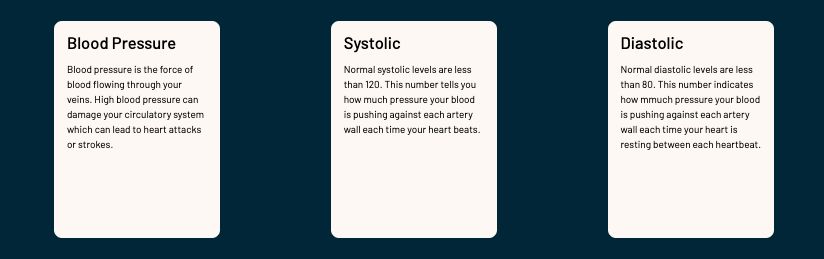 Blood Pressure
Blood pressure is the force of
blood flowing through your
veins. High blood pressure can
damage your circulatory system
which can lead to heart attacks
or strokes.
Systolic
Normal systolic levels are less
than 120. This number tells you
how much pressure your blood
is pushing against each artery
wall each time your heart beats.
Diastolic
Normal diastolic levels are less
than 80. This number indicates
how mmuch pressure your blood
is pushing against each artery
wall each time your heart is
resting between each heartbeat.